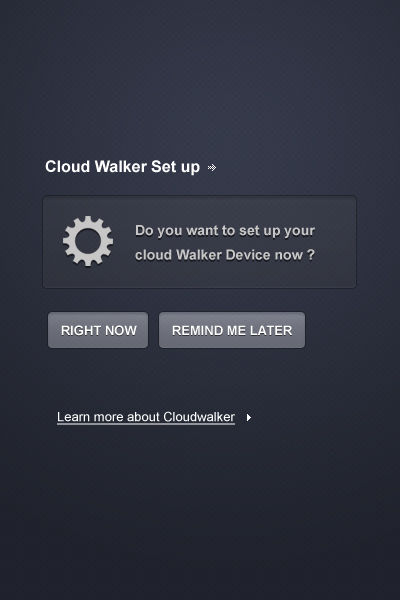 Cloud Walker Set up
Do you want to set up your
cloud Walker Device now ?
RIGHT NOW
REMIND ME LATER
Learn more about Cloudwalker